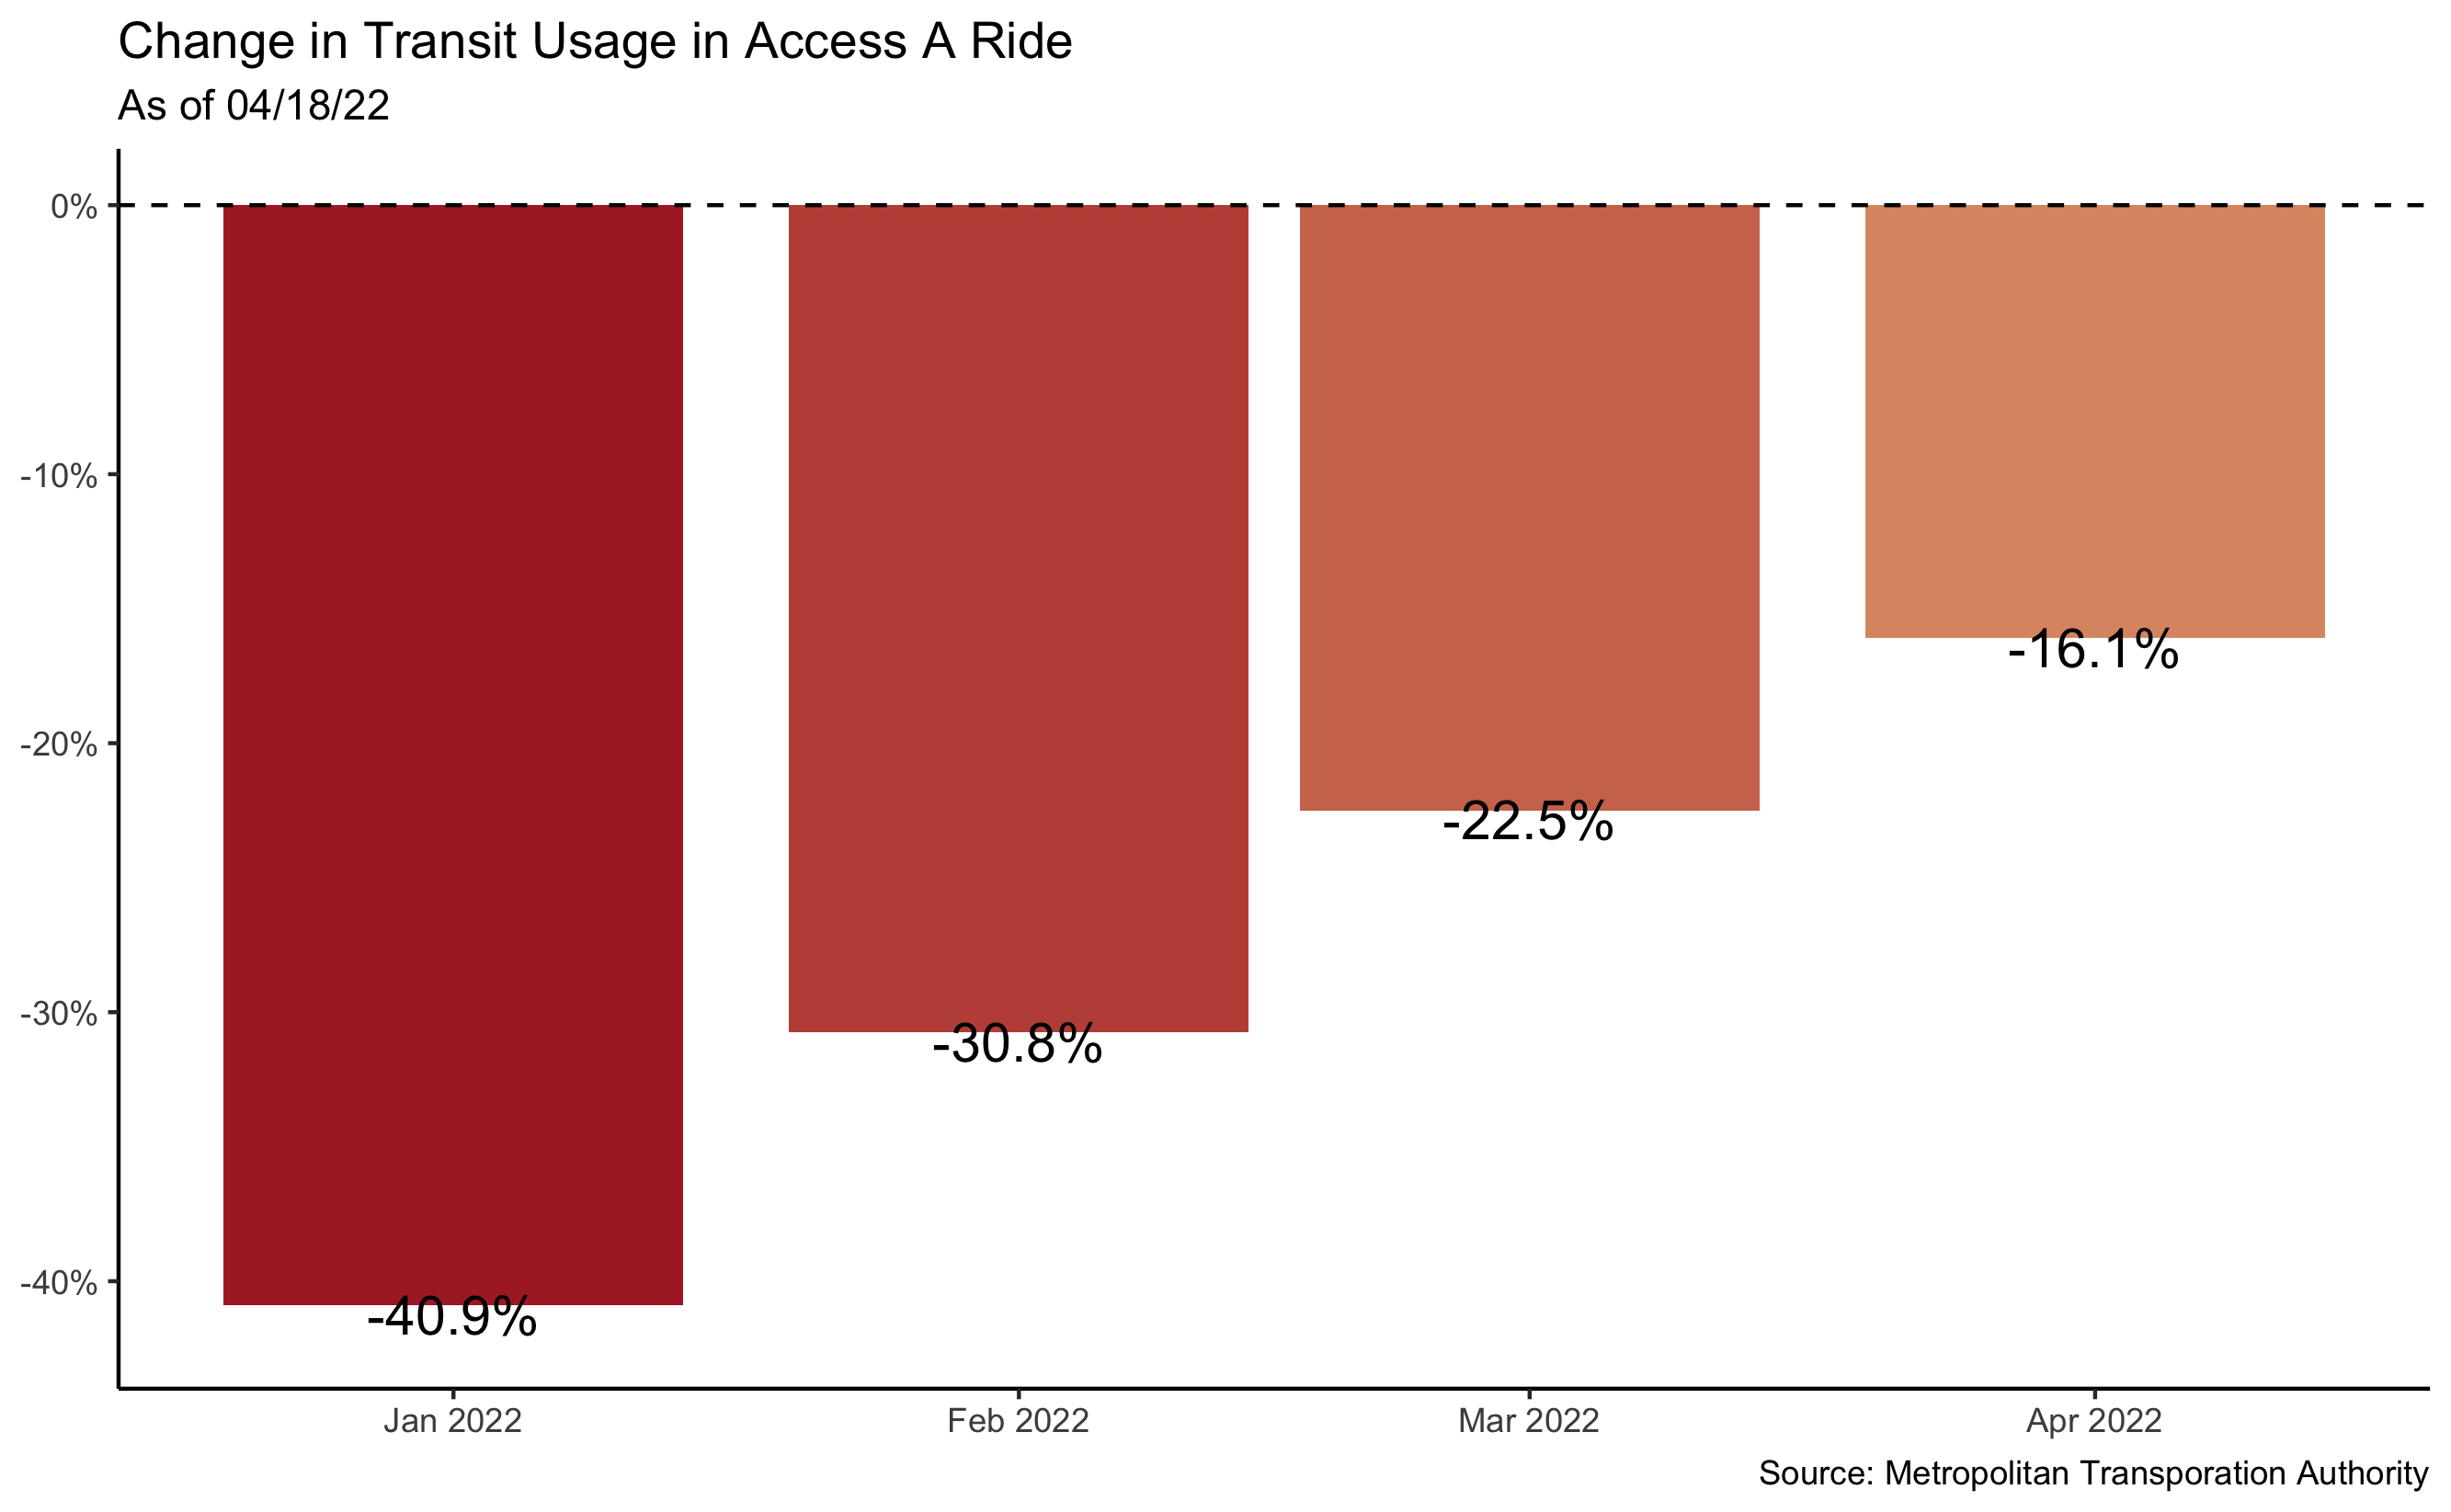 Change in Transit Usage in Access A Ride
As of 04/18/22
0%
-10%
-20%
-30%
-40%
-40.9%
-30.8%
-22.5%
-16.1%
Jan 2022
Feb 2022
Mar 2022
Apr 2022
Source: Metropolitan Transporation Authority